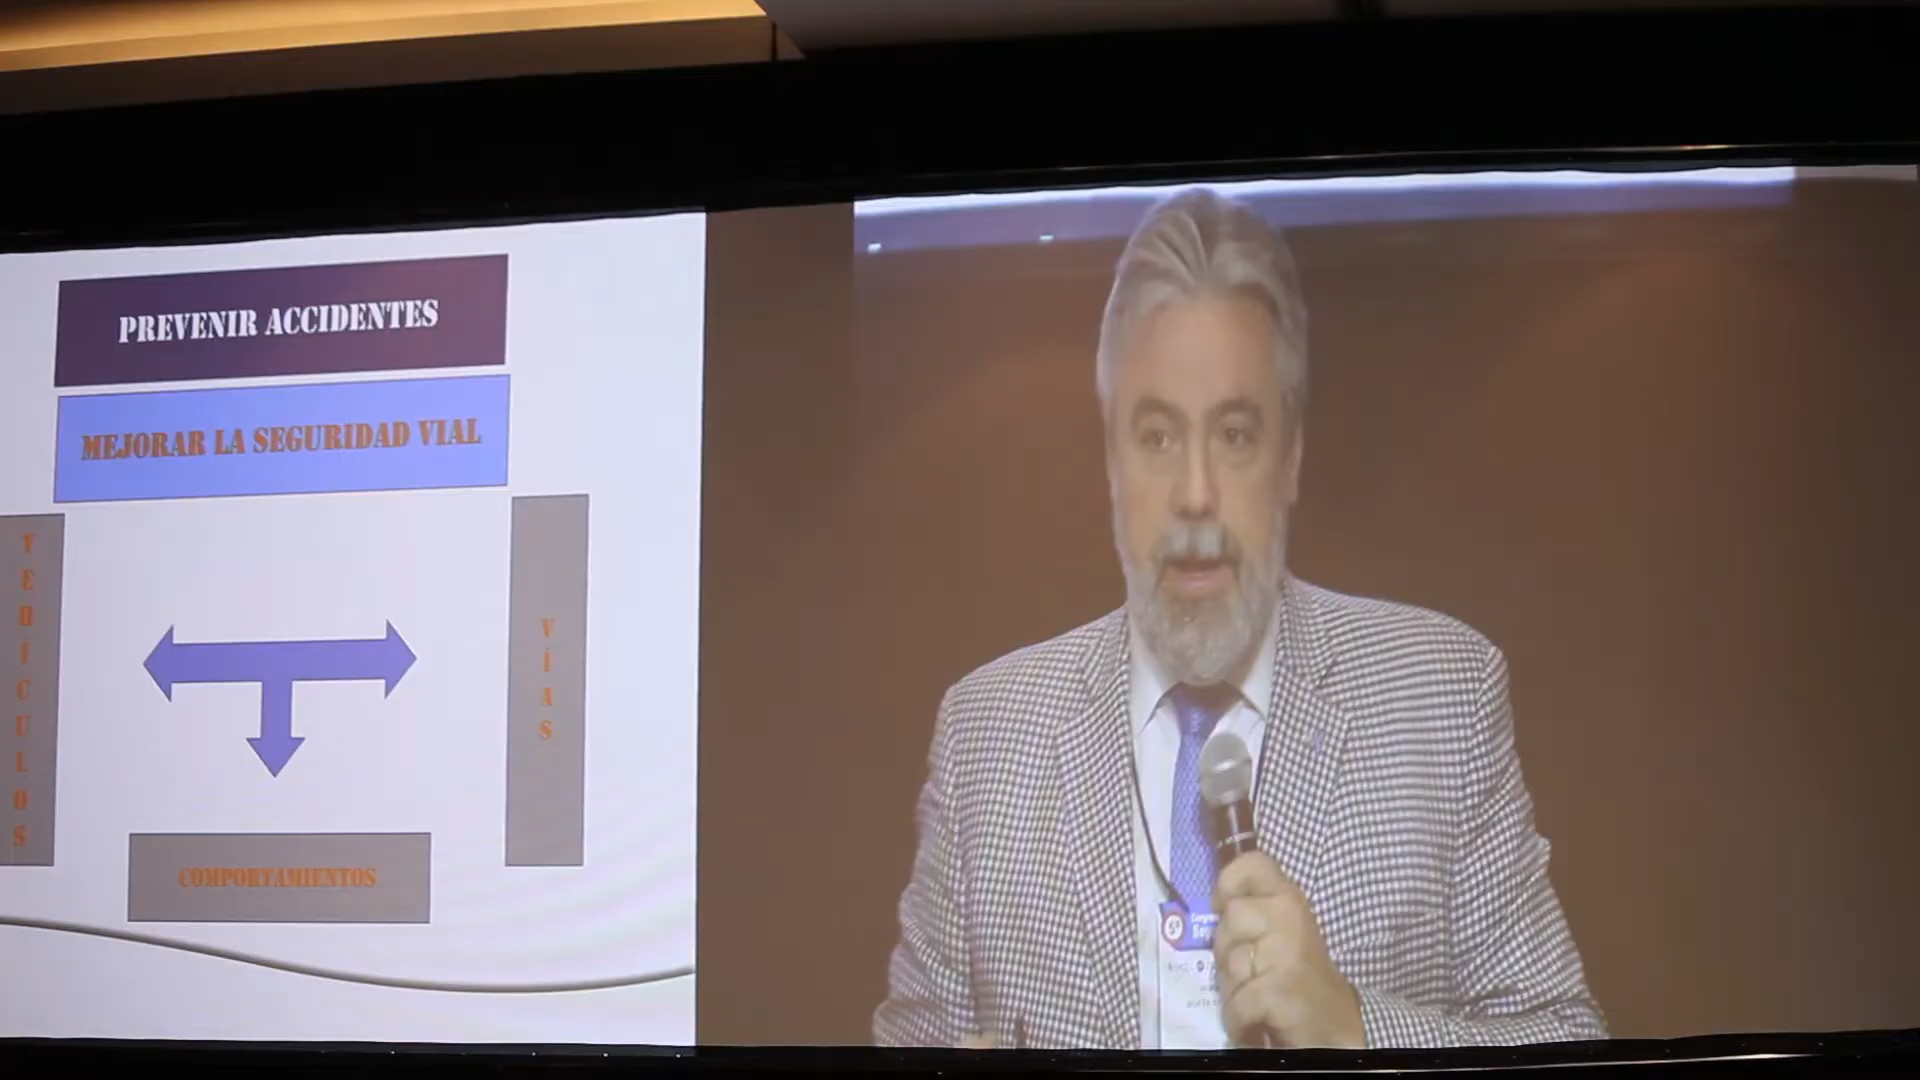 PREVENIR ACCIDENTES
MEJORAR LA SEGURIDAD VIAL
VEHÍCULOS
VÍAS
COMPORTAMIENTOS